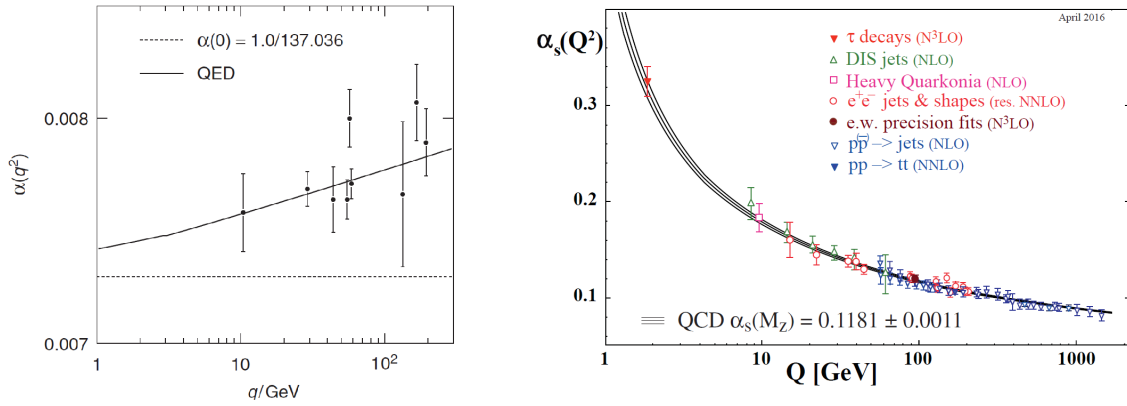 α(q²)
0.008
0.007
α(0) = 1.0/137.036
QED
1
10
10²
q/GeV
April 2016
αs(Q²)
τ decays (N³LO)
DIS jets (NLO)
Heavy Quarkonia (NLO)
e⁺e⁻ jets & shapes (res. NNLO)
e.w. precision fits (N³LO)
p(p̄) –> jets (NLO)
pp –> tt (NNLO)
0.3
0.2
0.1
QCD αs(Mz) = 0.1181 ± 0.0011
1
10
100
1000
Q [GeV]